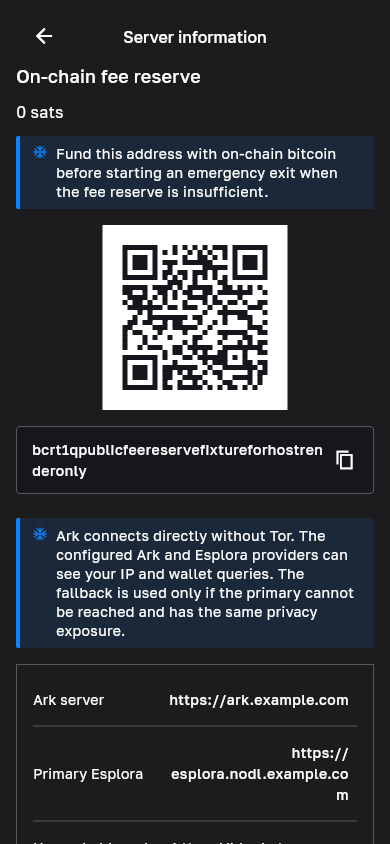 Server information
On-chain fee reserve
0 sats
Fund this address with on-chain bitcoin
before starting an emergency exit when
the fee reserve is insufficient.
bcrt1qpublicfeereservefixtureforhostren
deronly
Ark connects directly without Tor. The
configured Ark and Esplora providers can
see your IP and wallet queries. The
fallback is used only if the primary cannot
be reached and has the same privacy
exposure.
Ark server https://ark.example.com
https://
Primary Esplora esplora.nodl.example.co
m